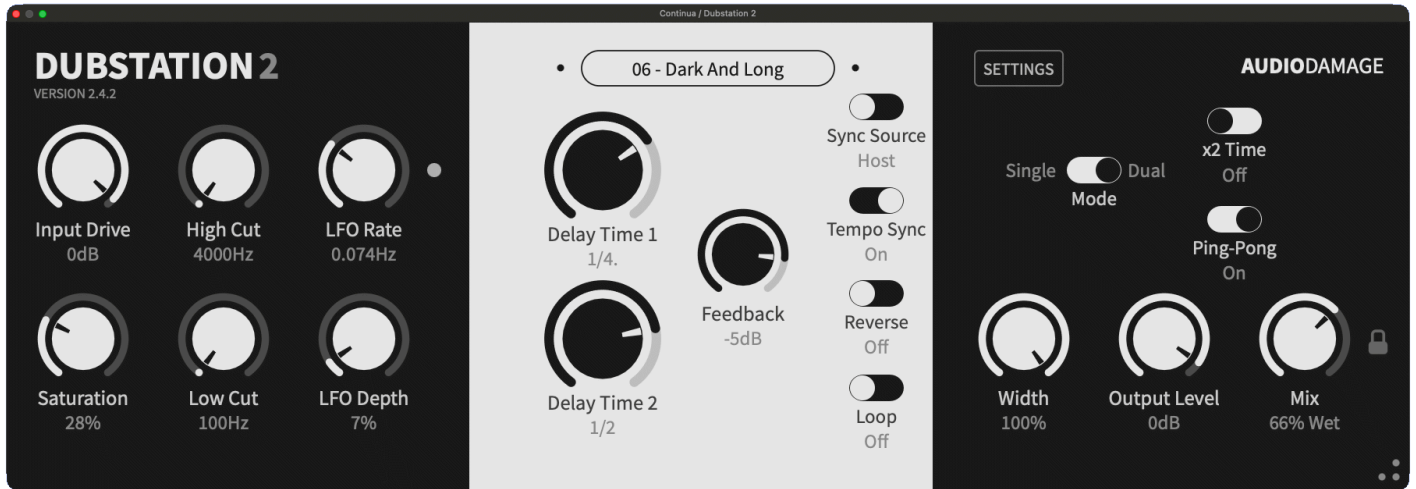 Continua / Dubstation 2
DUBSTATION 2
VERSION 2.4.2
Input Drive
0dB
High Cut
4000Hz
LFO Rate
0.074Hz
Saturation
28%
Low Cut
100Hz
LFO Depth
7%
06 - Dark And Long
Delay Time 1
1/4.
Delay Time 2
1/2
Feedback
-5dB
Sync Source
Host
Tempo Sync
On
Reverse
Off
Loop
Off
SETTINGS
AUDIODAMAGE
Single
Dual
Mode
x2 Time
Off
Ping-Pong
On
Width
100%
Output Level
0dB
Mix
66% Wet